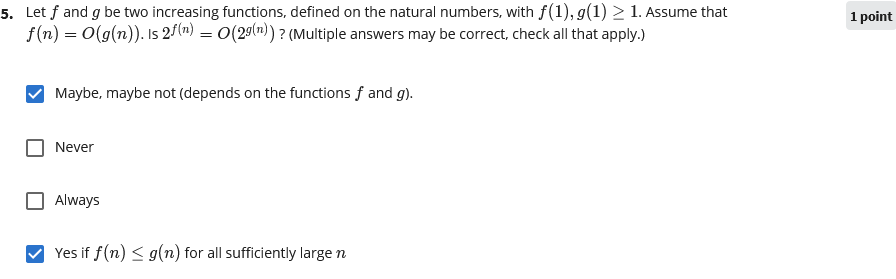 5. Let f and g be two increasing functions, defined on the natural numbers, with f(1), g(1) ≥ 1. Assume that
1 point
f(n) = O(g(n)). Is 2^{f(n)} = O(2^{g(n)}) ? (Multiple answers may be correct, check all that apply.)
Maybe, maybe not (depends on the functions f and g).
Never
Always
Yes if f(n) ≤ g(n) for all sufficiently large n